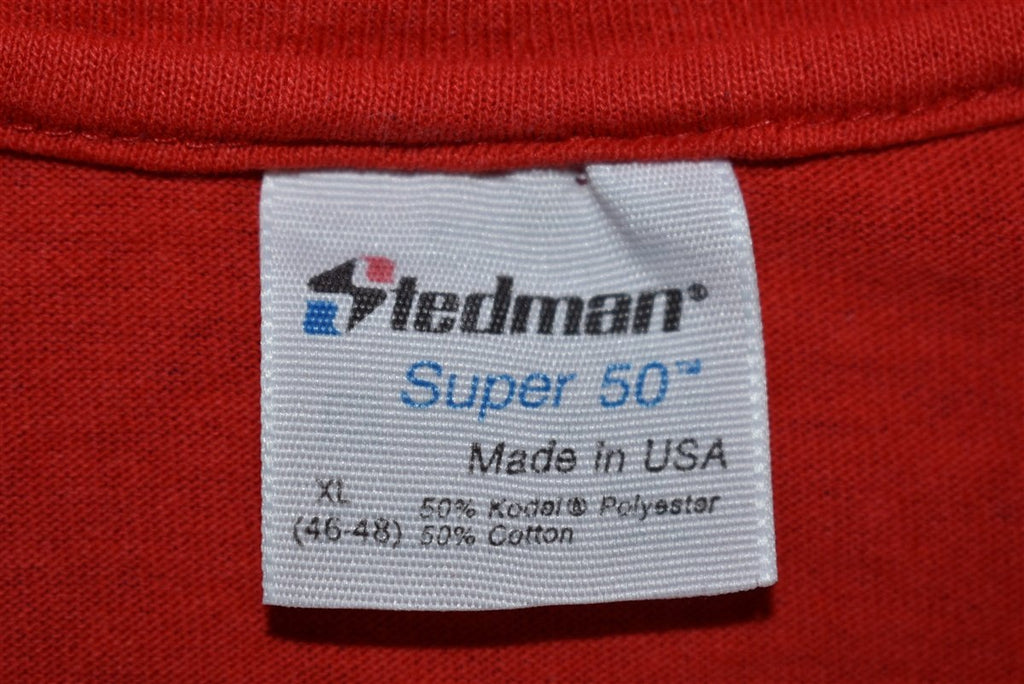 Stedman®
Super 50™
Made in USA
XL
(46-48)
50% Kodel® Polyester
50% Cotton